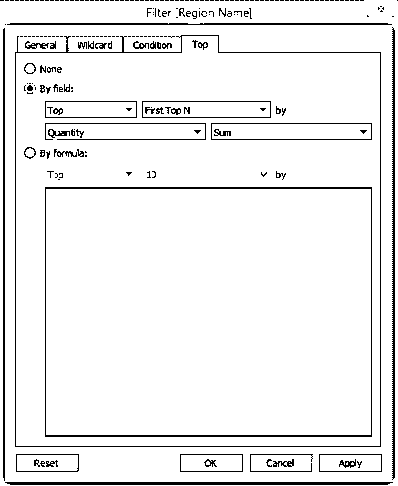 Filter [Region Name]
General Wildcard Condition Top
None
By field:
Top First Top N by
Quantity Sum
By formula:
Top 10 by
Reset OK Cancel Apply